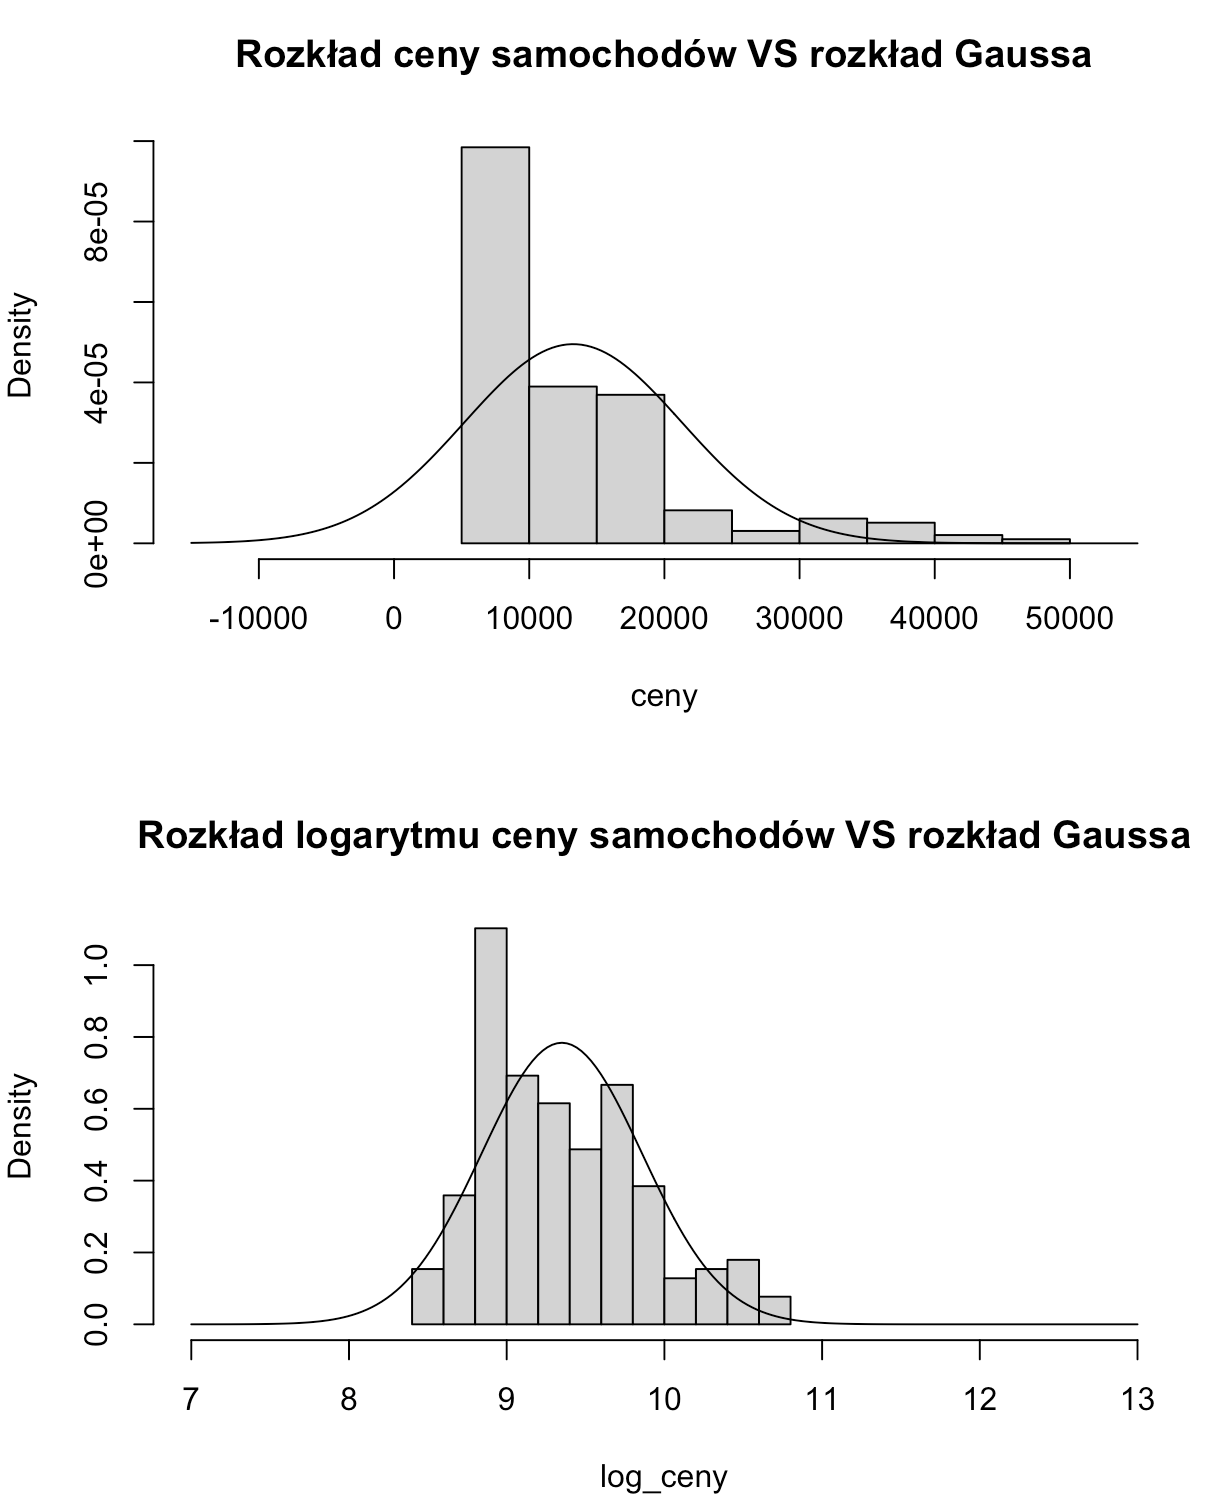 Rozkład ceny samochodów VS rozkład Gaussa
Density
0e+00 4e-05 8e-05
-10000 0 10000 20000 30000 40000 50000
ceny
Rozkład logarytmu ceny samochodów VS rozkład Gaussa
Density
0.0 0.2 0.4 0.6 0.8 1.0
7 8 9 10 11 12 13
log_ceny